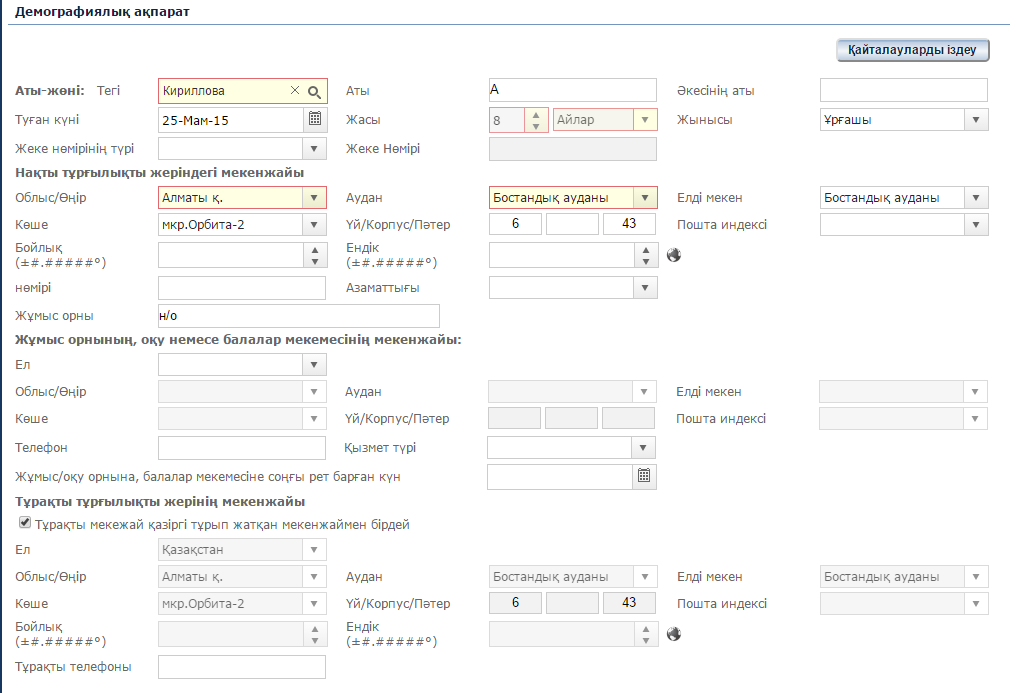 Демографиялық ақпарат
Қайталауларды іздеу
Аты-жөні: Тегі Кириллова Аты А Әкесінің аты
Туған күні 25-Мам-15 Жасы 8 Айлар Жынысы Ұрғашы
Жеке нөмірінің түрі Жеке Нөмірі
Нақты тұрғылықты жеріндегі мекенжайы
Облыс/Өңір Алматы қ. Аудан Бостандық ауданы Елді мекен Бостандық ауданы
Көше мкр.Орбита-2 Үй/Корпус/Пәтер 6 43 Пошта индексі
Бойлық Ендік
(±#.#####°) (±#.#####°)
нөмірі Азаматтығы
Жұмыс орны н/о
Жұмыс орнының, оқу немесе балалар мекемесінің мекенжайы:
Ел
Облыс/Өңір Аудан Елді мекен
Көше Үй/Корпус/Пәтер Пошта индексі
Телефон Қызмет түрі
Жұмыс/оқу орнына, балалар мекемесіне соңғы рет барған күн
Тұрақты тұрғылықты жерінің мекенжайы
Тұрақты мекежай қазіргі тұрып жатқан мекенжаймен бірдей
Ел Қазақстан
Облыс/Өңір Алматы қ. Аудан Бостандық ауданы Елді мекен Бостандық ауданы
Көше мкр.Орбита-2 Үй/Корпус/Пәтер 6 43 Пошта индексі
Бойлық Ендік
(±#.#####°) (±#.#####°)
Тұрақты телефоны